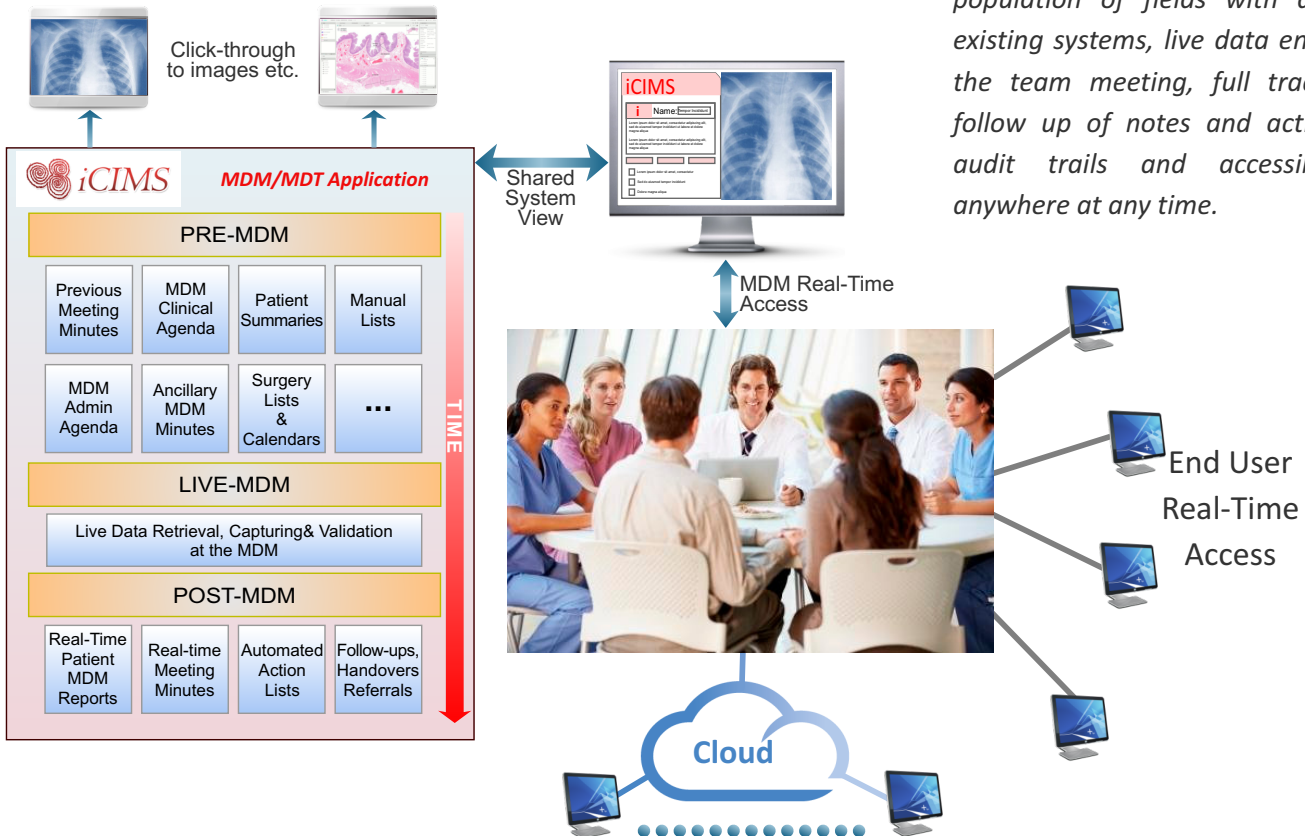 Click-through
to images etc.
population of fields with
existing systems, live data
the team meeting, full
follow up of notes and
audit trails and
anywhere at any time.
iCIMS
i Name:
iCIMS
MDM/MDT Application
Shared
System
View
PRE-MDM
Previous
Meeting
Minutes
MDM
Clinical
Agenda
Patient
Summaries
Manual
Lists
MDM
Admin
Agenda
Ancillary
MDM
Minutes
Surgery
Lists
&
Calendars
...
TIME
LIVE-MDM
Live Data Retrieval, Capturing& Validation
at the MDM
POST-MDM
Real-Time
Patient
MDM
Reports
Real-time
Meeting
Minutes
Automated
Action
Lists
Follow-ups,
Handovers
Referrals
MDM Real-Time
Access
End User
Real-Time
Access
Cloud